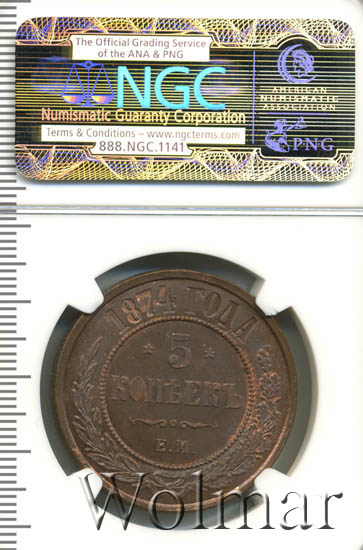 The Official Grading Service
of the ANA & PNG
NGC
Numismatic Guaranty Corporation
Terms & Conditions – www.ngcterms.com
888.NGC.1141
AMERICAN
NUMISMATIC
ASSOCIATION
PNG
1874 ГОДА
5
КОПѢЕКЪ
Е.М.
Wolmar